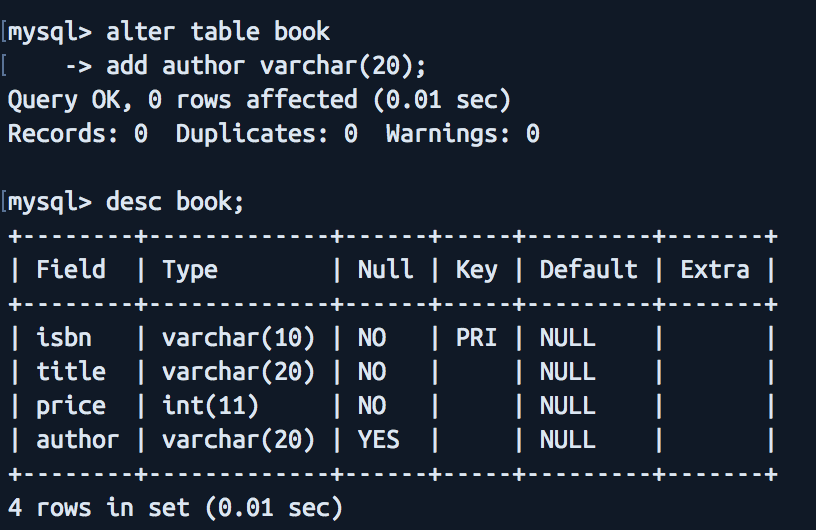 [mysql> alter table book
[    -> add author varchar(20);
Query OK, 0 rows affected (0.01 sec)
Records: 0  Duplicates: 0  Warnings: 0

[mysql> desc book;
+--------+-------------+------+-----+---------+-------+
| Field  | Type        | Null | Key | Default | Extra |
+--------+-------------+------+-----+---------+-------+
| isbn   | varchar(10) | NO   | PRI | NULL    |       |
| title  | varchar(20) | NO   |     | NULL    |       |
| price  | int(11)     | NO   |     | NULL    |       |
| author | varchar(20) | YES  |     | NULL    |       |
+--------+-------------+------+-----+---------+-------+
4 rows in set (0.01 sec)